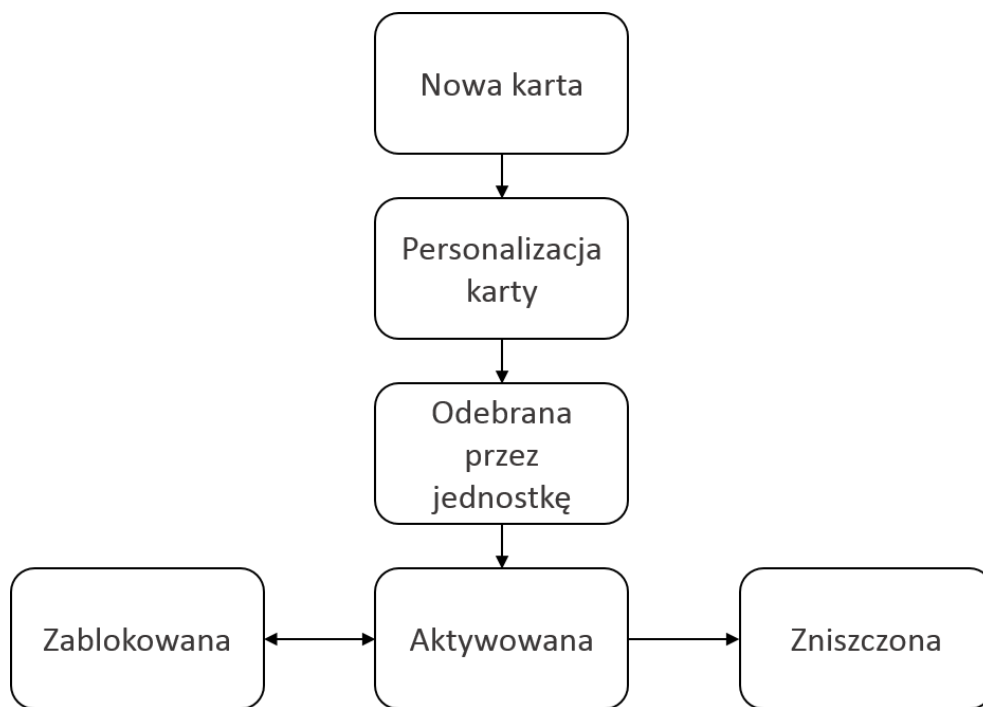 Nowa karta
Personalizacja
karty
Odebrana
przez
jednostkę
Zablokowana
Aktywowana
Zniszczona